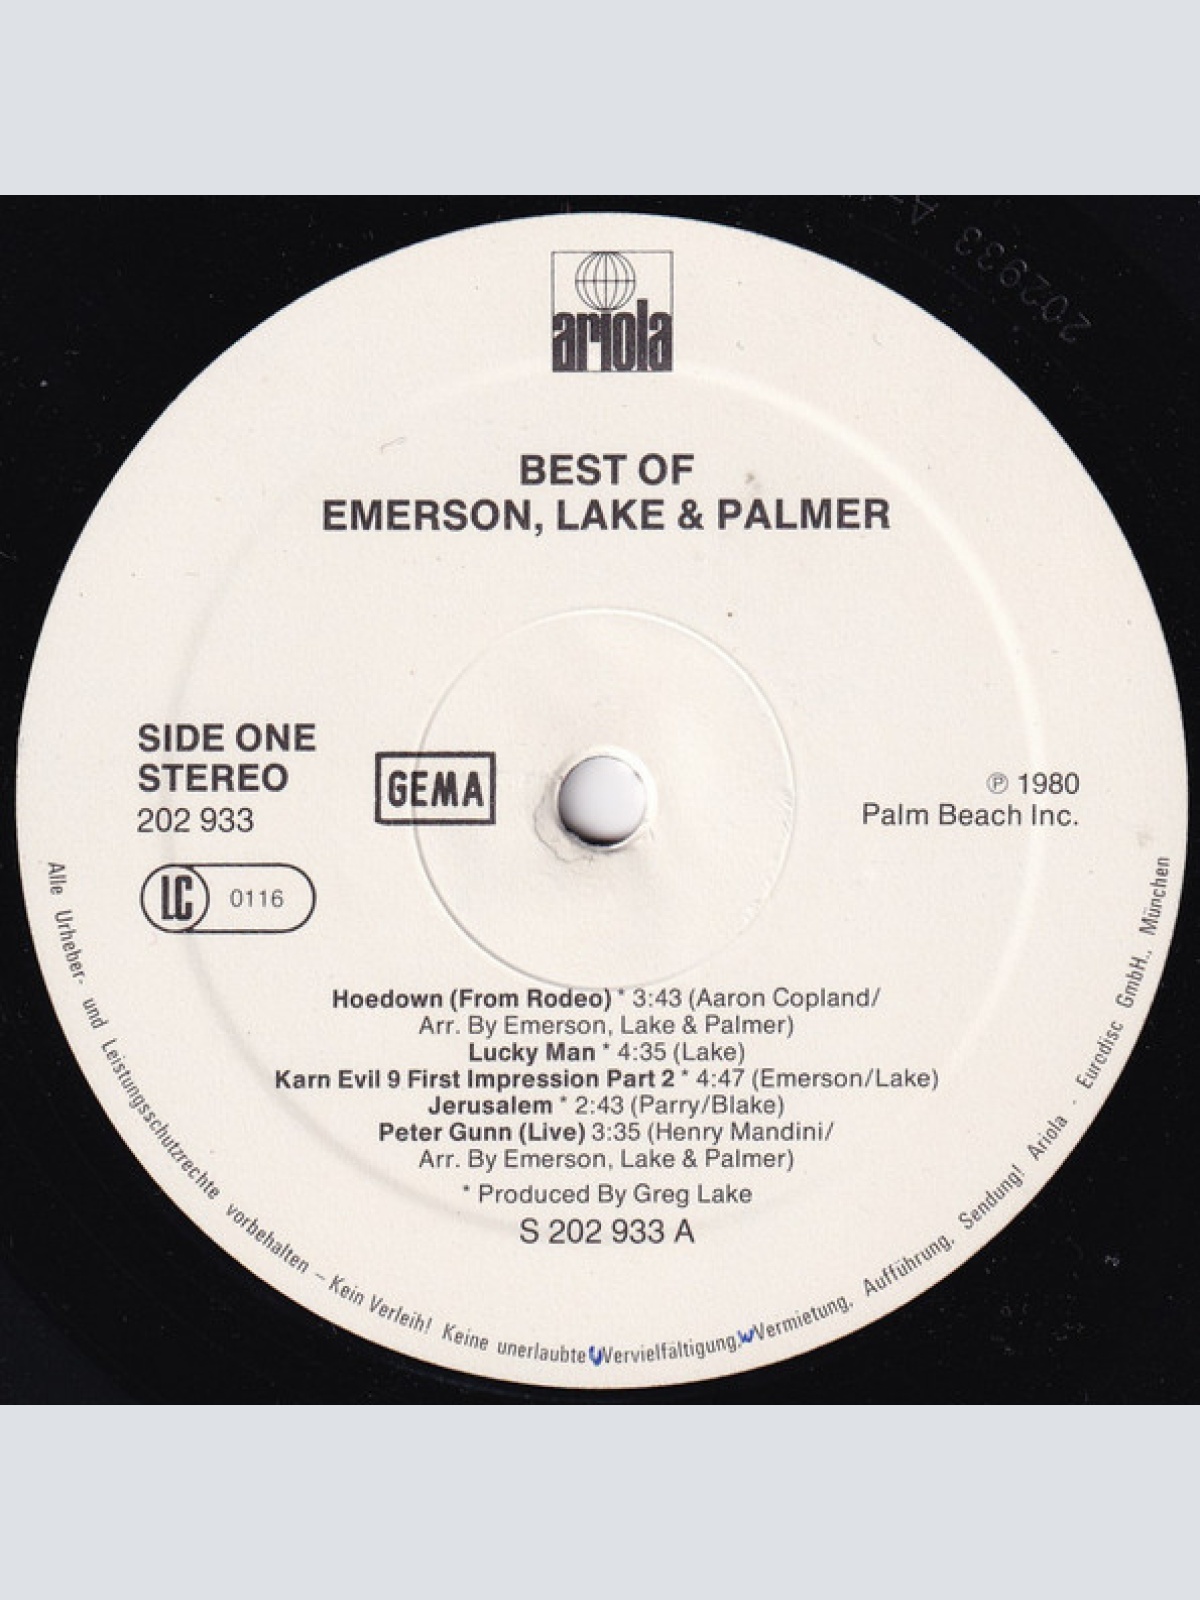 ariola
BEST OF
EMERSON, LAKE & PALMER
SIDE ONE
STEREO
202 933
GEMA
℗ 1980
Palm Beach Inc.
LC 0116
Hoedown (From Rodeo) * 3:43 (Aaron Copland/
Arr. By Emerson, Lake & Palmer)
Lucky Man * 4:35 (Lake)
Karn Evil 9 First Impression Part 2 * 4:47 (Emerson/Lake)
Jerusalem * 2:43 (Parry/Blake)
Peter Gunn (Live) 3:35 (Henry Mandini/
Arr. By Emerson, Lake & Palmer)
* Produced By Greg Lake
S 202 933 A
Alle Urheber- und Leistungsschutzrechte vorbehalten – Kein Verleih! Keine unerlaubte Vervielfältigung, Vermietung, Aufführung, Sendung! Ariola - Eurodisc GmbH., München
202933 A-